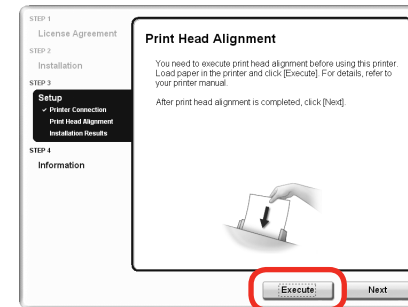 STEP 1
License Agreement
STEP 2
Installation
STEP 3
Setup
✓ Printer Connection
Print Head Alignment
Installation Results
STEP 4
Information
Print Head Alignment
You need to execute print head alignment before using this printer.
Load paper in the printer and click [Execute]. For details, refer to
your printer manual.
After print head alignment is completed, click [Next].
Execute
Next